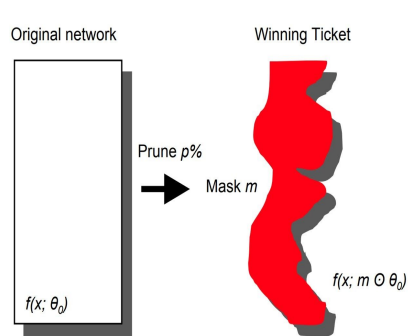 Original network
Winning Ticket
Prune p%
Mask m
f(x; θ₀)
f(x; m ⊙ θ₀)